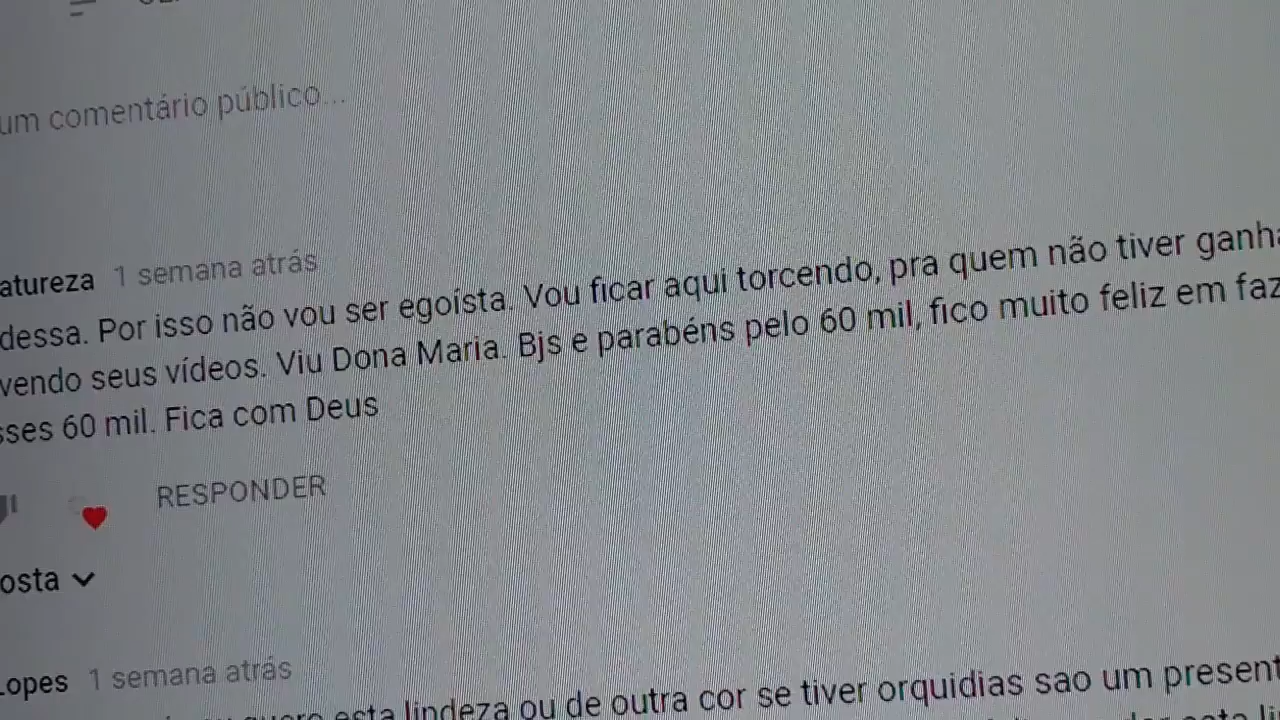 um comentário público...
atureza 1 semana atrás
dessa. Por isso não vou ser egoísta. Vou ficar aqui torcendo, pra quem não tiver ganha
vendo seus vídeos. Viu Dona Maria. Bjs e parabéns pelo 60 mil, fico muito feliz em faz
sses 60 mil. Fica com Deus
RESPONDER
osta
Lopes 1 semana atrás
esta lindeza ou de outra cor se tiver orquidias sao um present